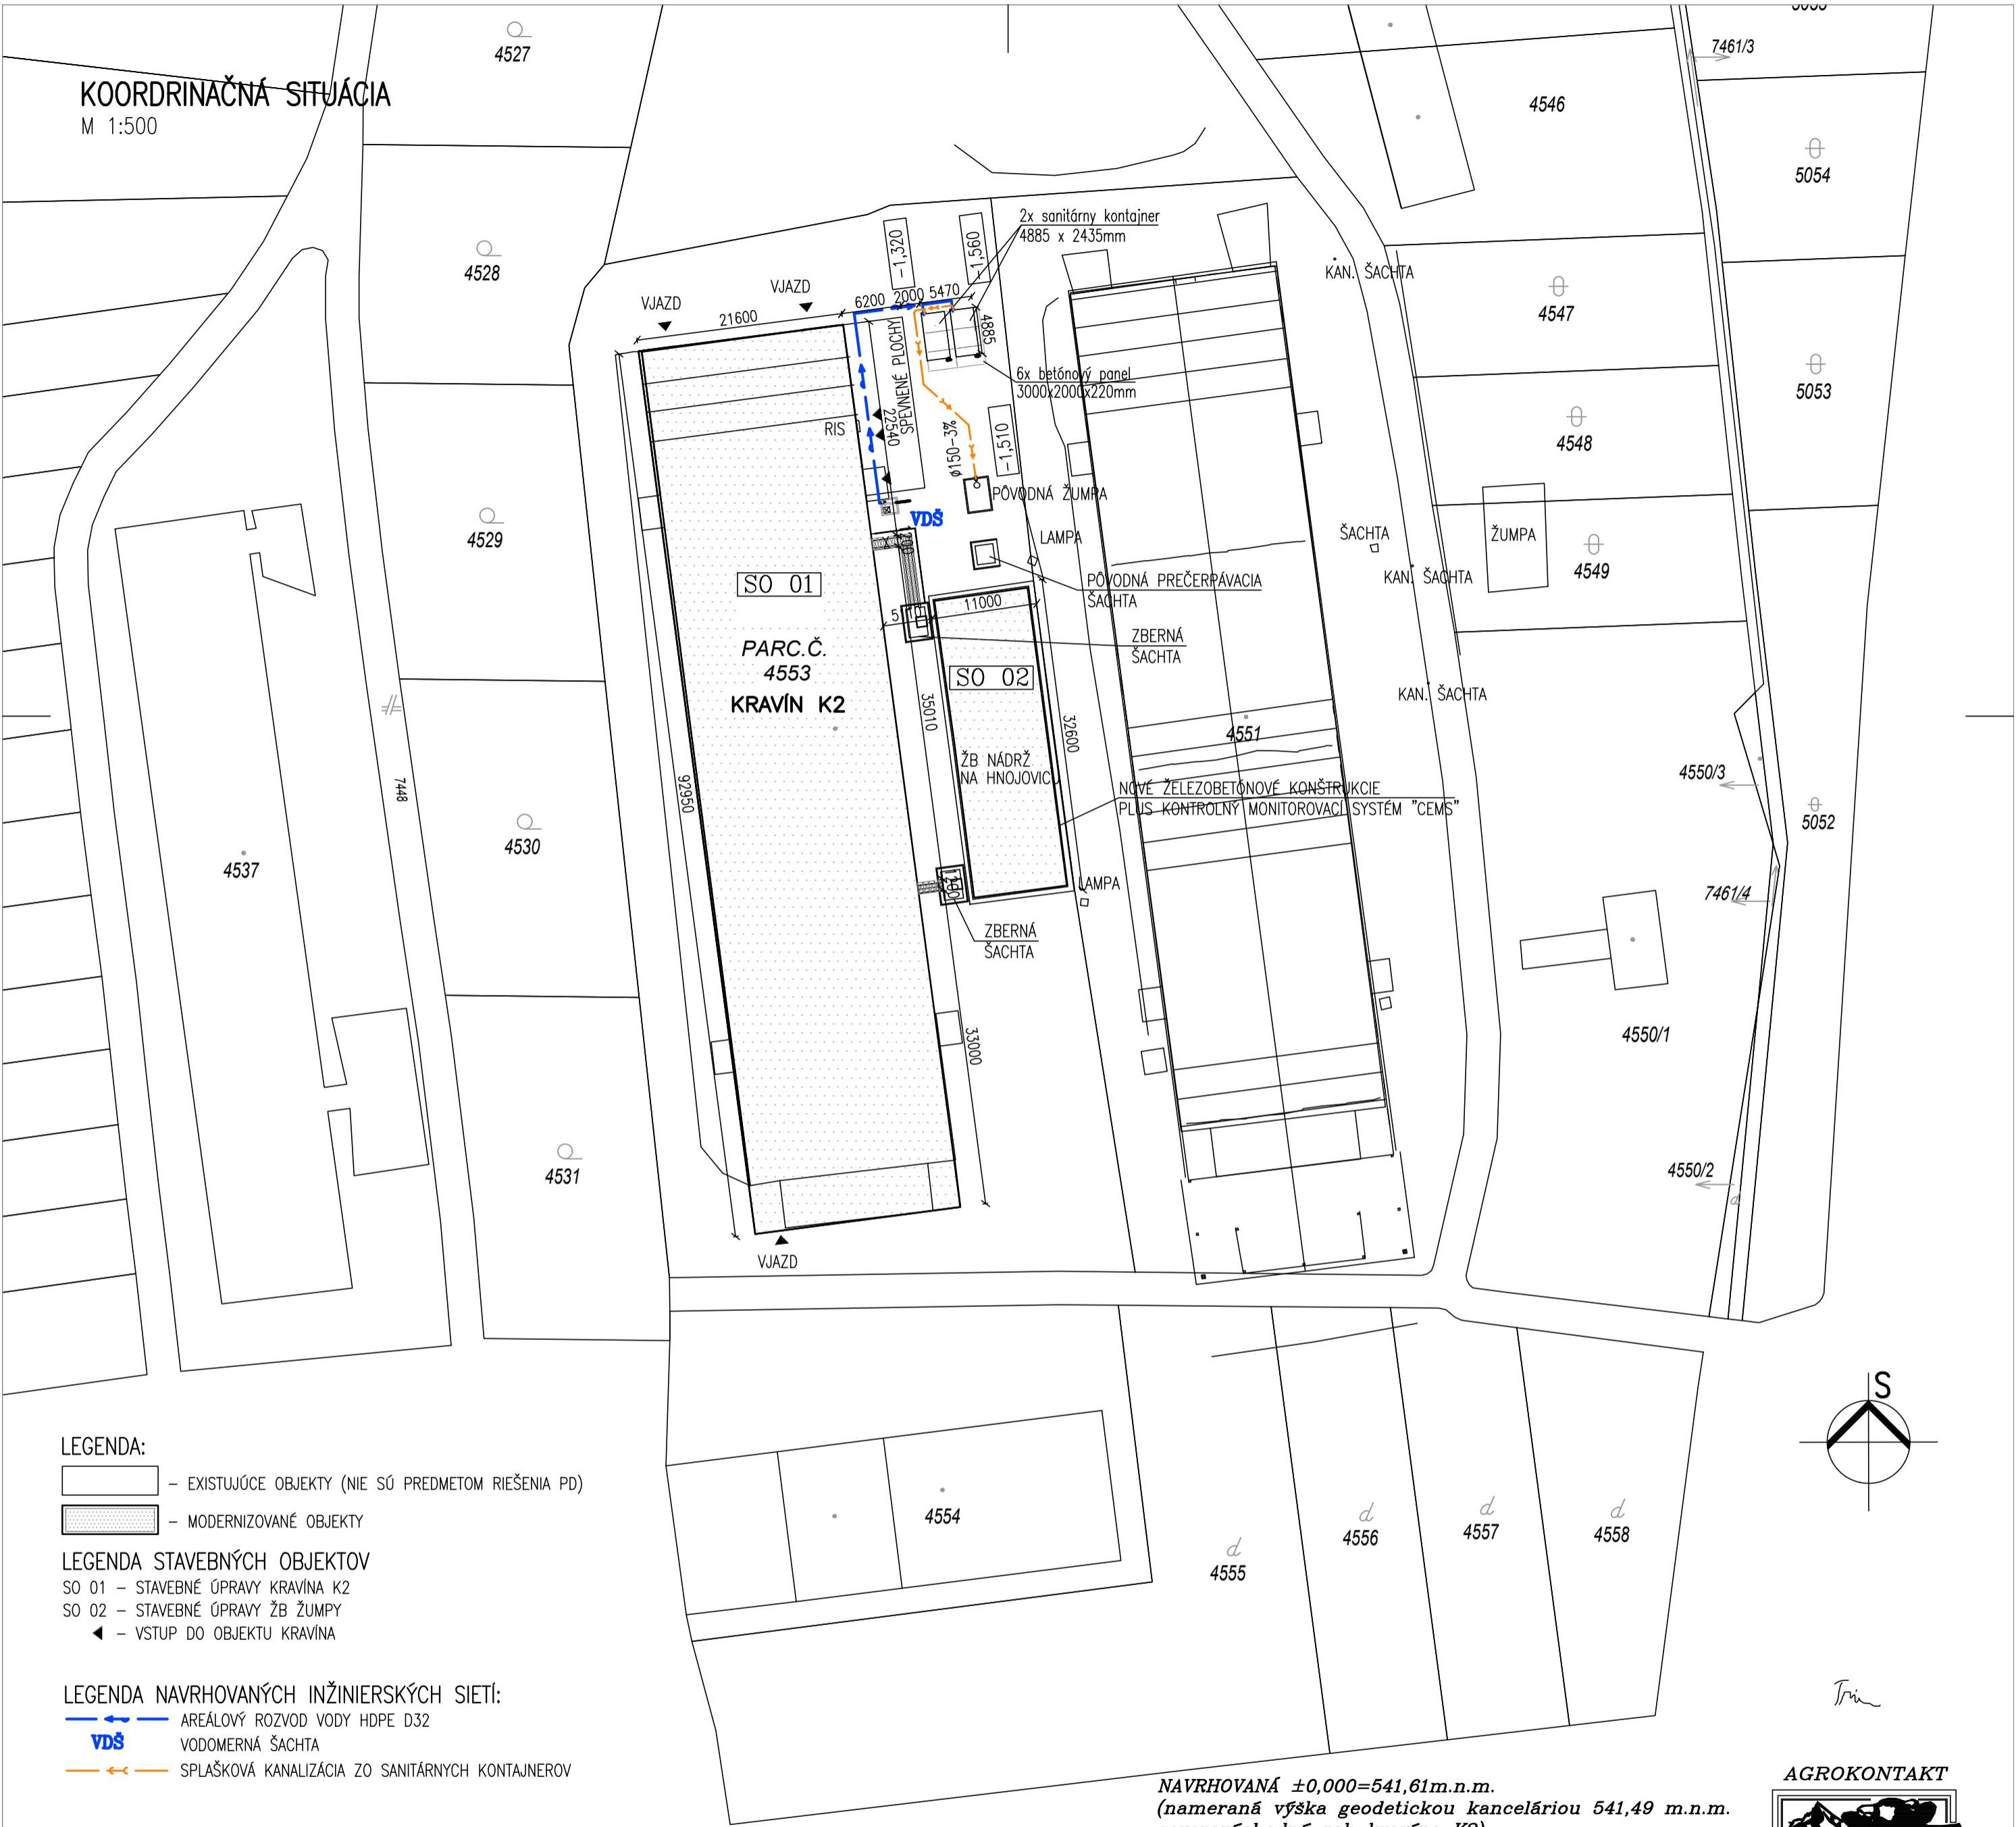 KOORDRINAČNÁ SITUÁCIA
M 1:500
4527
7461/3
4546
5054
4528
2x sanitárny kontajner
4885 x 2435mm
-1,320
-1,560
KAN. ŠACHTA
VJAZD
VJAZD
21600
6200
2000
5470
4885
4547
SPEVNENÉ PLOCHY
22540
6x betónový panel
3000x2000x220mm
5053
RIS
ø150-3%
-1,510
4548
PÔVODNÁ ŽUMPA
VDŠ
4529
LAMPA
ŠACHTA
ŽUMPA
4549
KAN. ŠACHTA
SO 01
PÔVODNÁ PREČERPÁVACIA
ŠACHTA
11000
ZBERNÁ
ŠACHTA
PARC.Č.
4553
KRAVÍN K2
SO 02
KAN. ŠACHTA
35010
32600
4551
ŽB NÁDRŽ
NA HNOJOVICU
4550/3
NOVÉ ŽELEZOBETÓNOVÉ KONŠTRUKCIE
PLUS KONTROLNÝ MONITOROVACÍ SYSTÉM "CEMS"
7448
92950
5052
4530
4537
LAMPA
7461/4
ZBERNÁ
ŠACHTA
33000
4550/1
4531
4550/2
VJAZD
S
LEGENDA:
- EXISTUJÚCE OBJEKTY (NIE SÚ PREDMETOM RIEŠENIA PD)
- MODERNIZOVANÉ OBJEKTY
4554
4555
4556
4557
4558
LEGENDA STAVEBNÝCH OBJEKTOV
SO 01 - STAVEBNÉ ÚPRAVY KRAVÍNA K2
SO 02 - STAVEBNÉ ÚPRAVY ŽB ŽUMPY
- VSTUP DO OBJEKTU KRAVÍNA
LEGENDA NAVRHOVANÝCH INŽINIERSKÝCH SIETÍ:
AREÁLOVÝ ROZVOD VODY HDPE D32
VDŠ VODOMERNÁ ŠACHTA
SPLAŠKOVÁ KANALIZÁCIA ZO SANITÁRNYCH KONTAJNEROV
NAVRHOVANÁ ±0,000=541,61m.n.m.
(nameraná výška geodetickou kanceláriou 541,49 m.n.m.
AGROKONTAKT